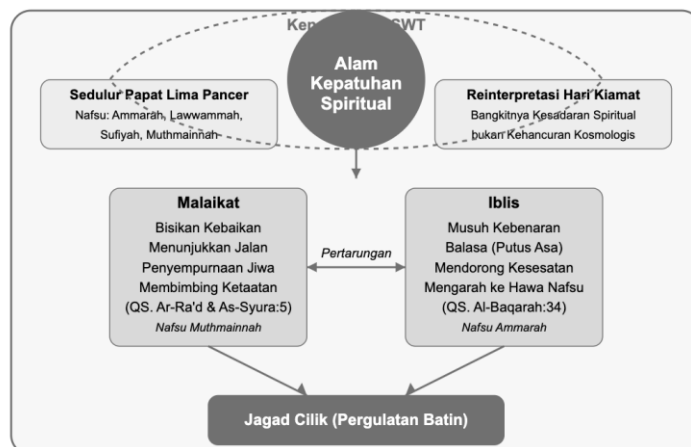 SWT
Alam
Kepatuhan
Spiritual
Sedulur Papat Lima Pancer
Nafsu: Ammarah, Lawwammah,
Sufiyah, Muthmainnah
Reinterpretasi Hari Kiamat
Bangkitnya Kesadaran Spiritual
bukan Kehancuran Kosmologis
Malaikat
Bisikan Kebaikan
Menunjukkan Jalan
Penyempurnaan Jiwa
Membimbing Ketaatan
(QS. Ar-Ra'd & As-Syura:5)
Nafsu Muthmainnah
Pertarungan
Iblis
Musuh Kebenaran
Balasa (Putus Asa)
Mendorong Kesesatan
Mengarah ke Hawa Nafsu
(QS. Al-Baqarah:34)
Nafsu Ammarah
Jagad Cilik (Pergulatan Batin)